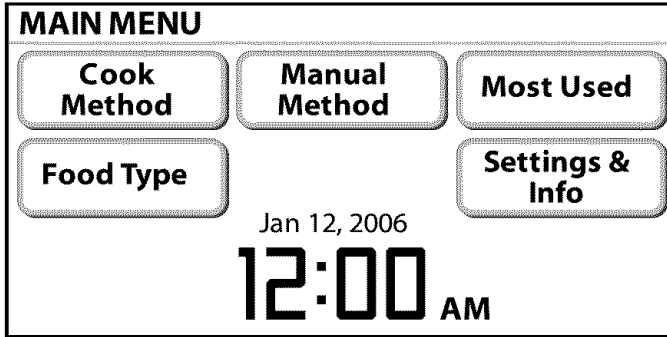 MAIN MENU
Cook
Method
Manual
Method
Most Used
Food Type
Settings &
Info
Jan 12, 2006
12:00 AM